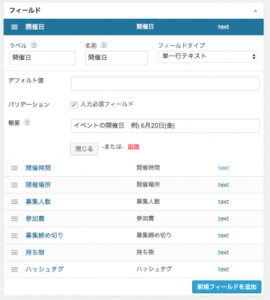 フィールド
開催日 開催日 text
ラベル ? 名前 ? フィールドタイプ
開催日 開催日 単一行テキスト
デフォルト値
バリデーション 入力必須フィールド
概要 ? イベントの開催日 例) 6月20日(金)
閉じる -または- 削除
開催時間 開催時間 text
開催場所 開催場所 text
募集人数 募集人数 text
参加費 参加費 text
募集締め切り 募集締め切り text
持ち物 持ち物 text
ハッシュタグ ハッシュタグ text
新規フィールドを追加